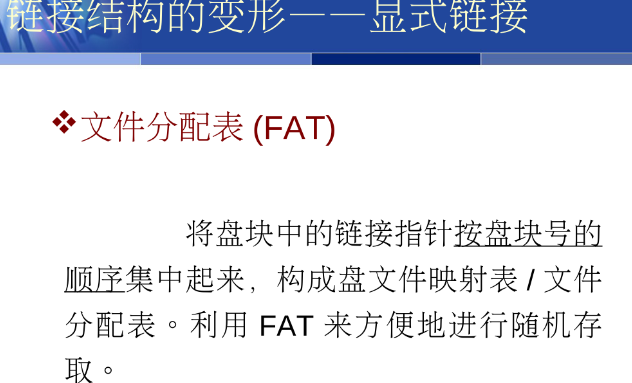 链接结构的变形——显式链接
文件分配表 (FAT)
将盘块中的链接指针按盘块号的
顺序集中起来，构成盘文件映射表 / 文件
分配表。利用 FAT 来方便地进行随机存
取。